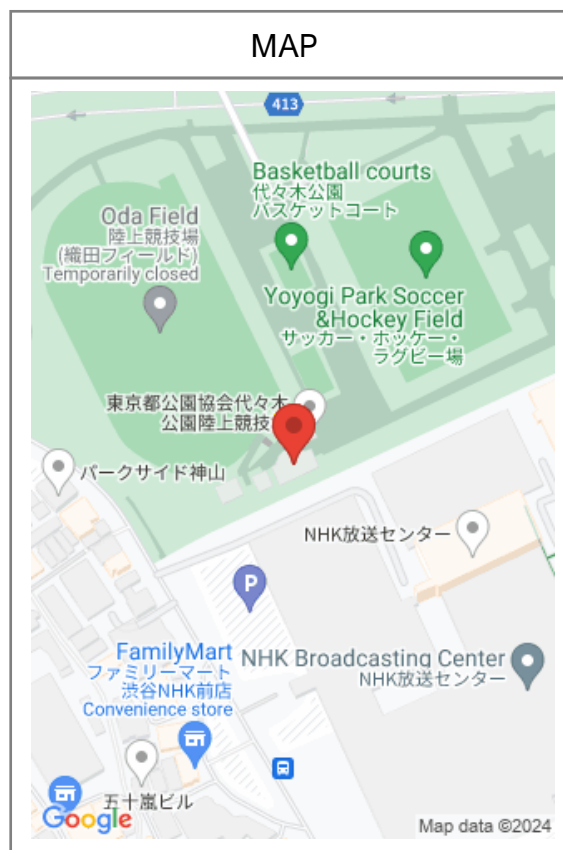 MAP
413
Basketball courts
代々木公園
バスケットコート
Oda Field
陸上競技場
(織田フィールド)
Temporarily closed
Yoyogi Park Soccer
&Hockey Field
サッカー・ホッケー・
ラグビー場
東京都公園協会代々木
公園陸上競技
パークサイド神山
NHK放送センター
P
FamilyMart
ファミリーマート
渋谷NHK前店
Convenience store
NHK Broadcasting Center
NHK放送センター
五十嵐ビル
Google
Map data ©2024